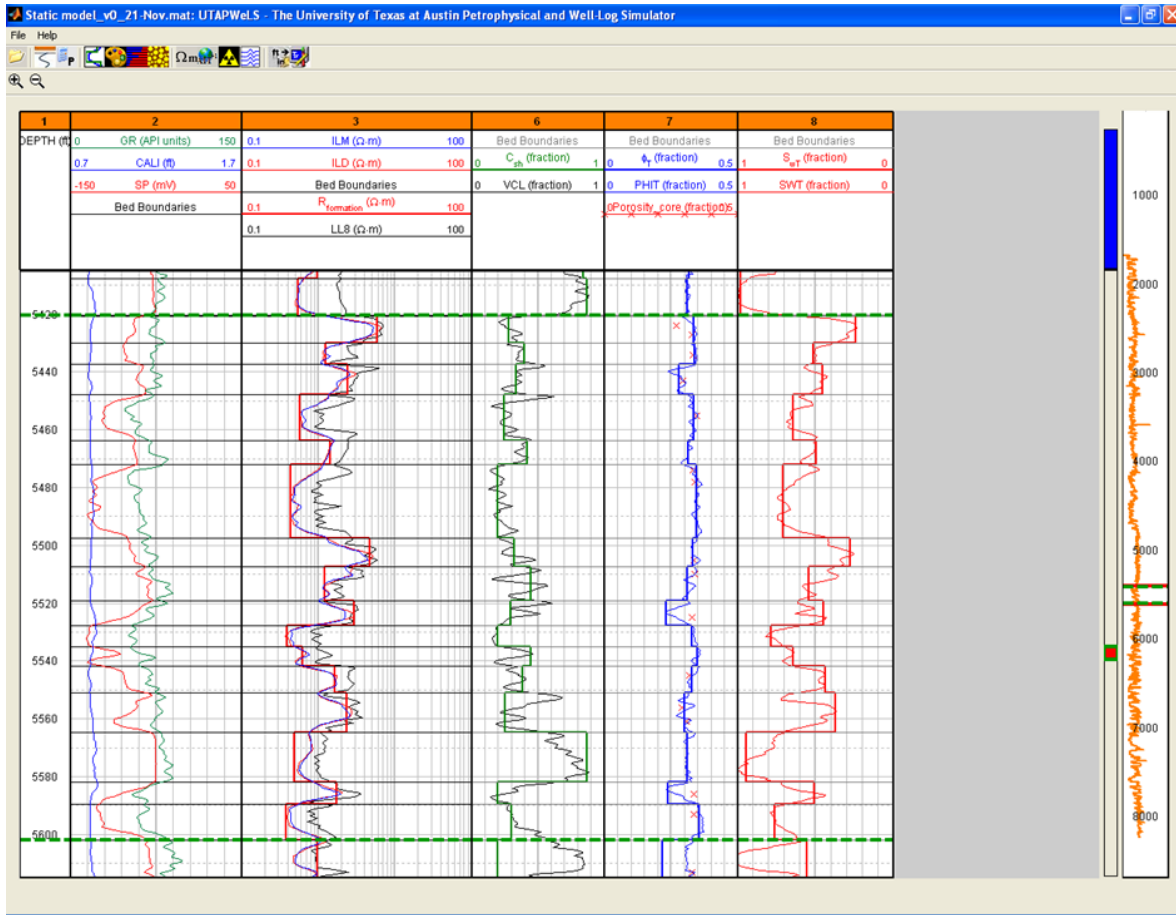 Static model_v0_21-Nov.mat: UTAPWeLS - The University of Texas at Austin Petrophysical and Well-Log Simulator
File Help
1 2 3 6 7 8
DEPTH (ft)
0 GR (API units) 150
0.7 CALI (ft) 1.7
-150 SP (mV) 50
Bed Boundaries
0.1 ILM (Ω·m) 100
0.1 ILD (Ω·m) 100
Bed Boundaries
0.1 R_formation (Ω·m) 100
0.1 LL8 (Ω·m) 100
Bed Boundaries
0 C_sh (fraction) 1
0 VCL (fraction) 1
Bed Boundaries
0 ϕ_T (fraction) 0.5
0 PHIT (fraction) 0.5
0Porosity_core (fraction)
Bed Boundaries
1 S_wT (fraction) 0
1 SWT (fraction) 0
5420
5440
5460
5480
5500
5520
5540
5560
5580
5600
1000
2000
3000
4000
5000
6000
7000
8000